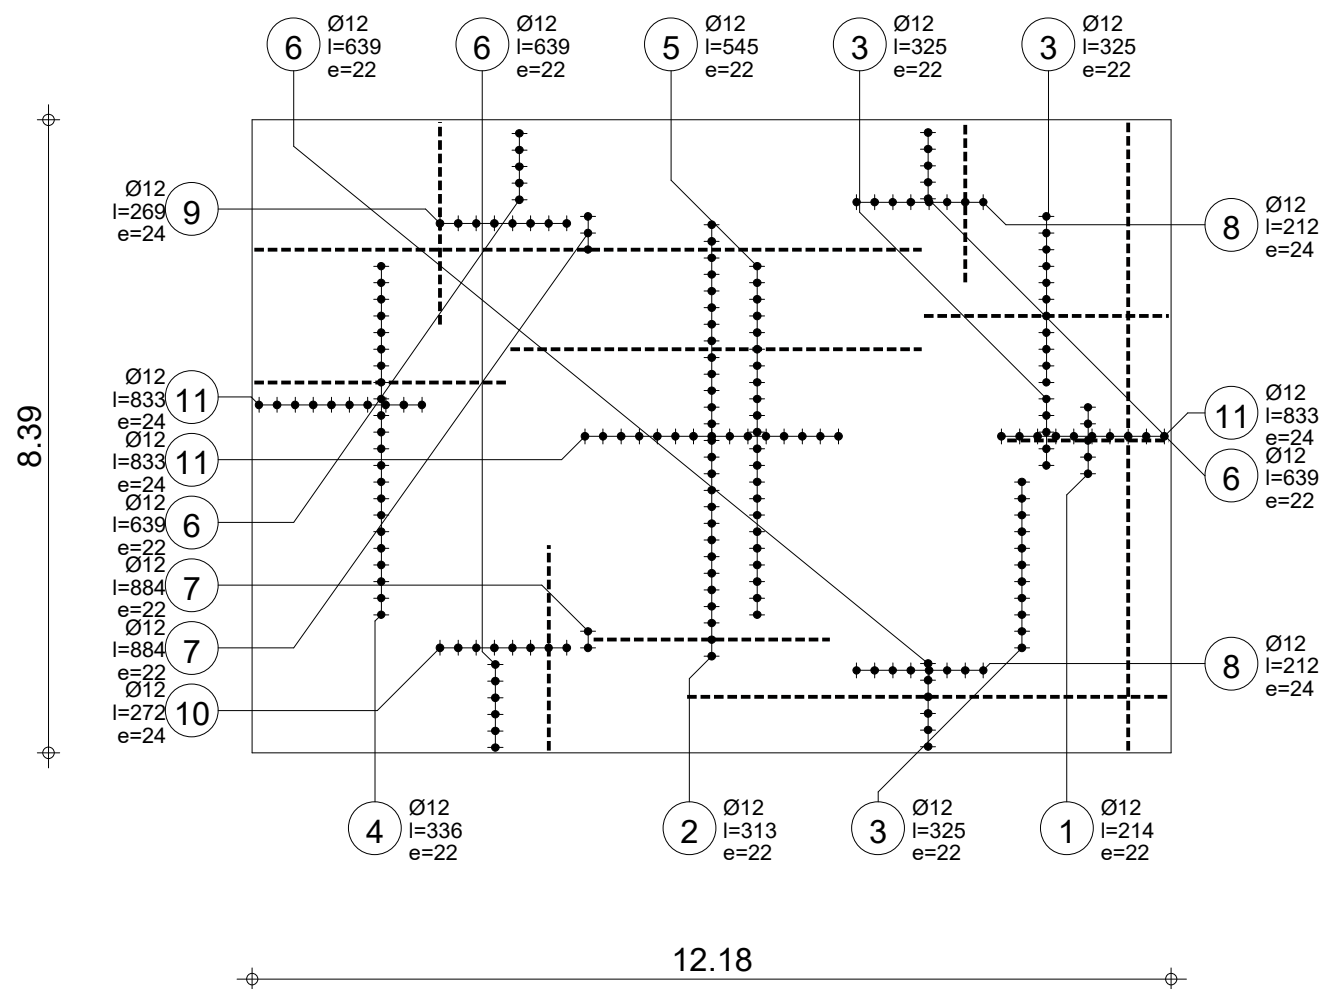 6
Ø12
l=639
e=22
6
Ø12
l=639
e=22
5
Ø12
l=545
e=22
3
Ø12
l=325
e=22
3
Ø12
l=325
e=22
Ø12
l=269
e=24
9
8
Ø12
l=212
e=24
8.39
Ø12
l=833
e=24
11
Ø12
l=833
e=24
11
Ø12
l=639
e=22
6
Ø12
l=884
e=22
7
Ø12
l=884
e=22
7
Ø12
l=272
e=24
10
11
Ø12
l=833
e=24
6
Ø12
l=639
e=22
8
Ø12
l=212
e=24
4
Ø12
l=336
e=22
2
Ø12
l=313
e=22
3
Ø12
l=325
e=22
1
Ø12
l=214
e=22
12.18